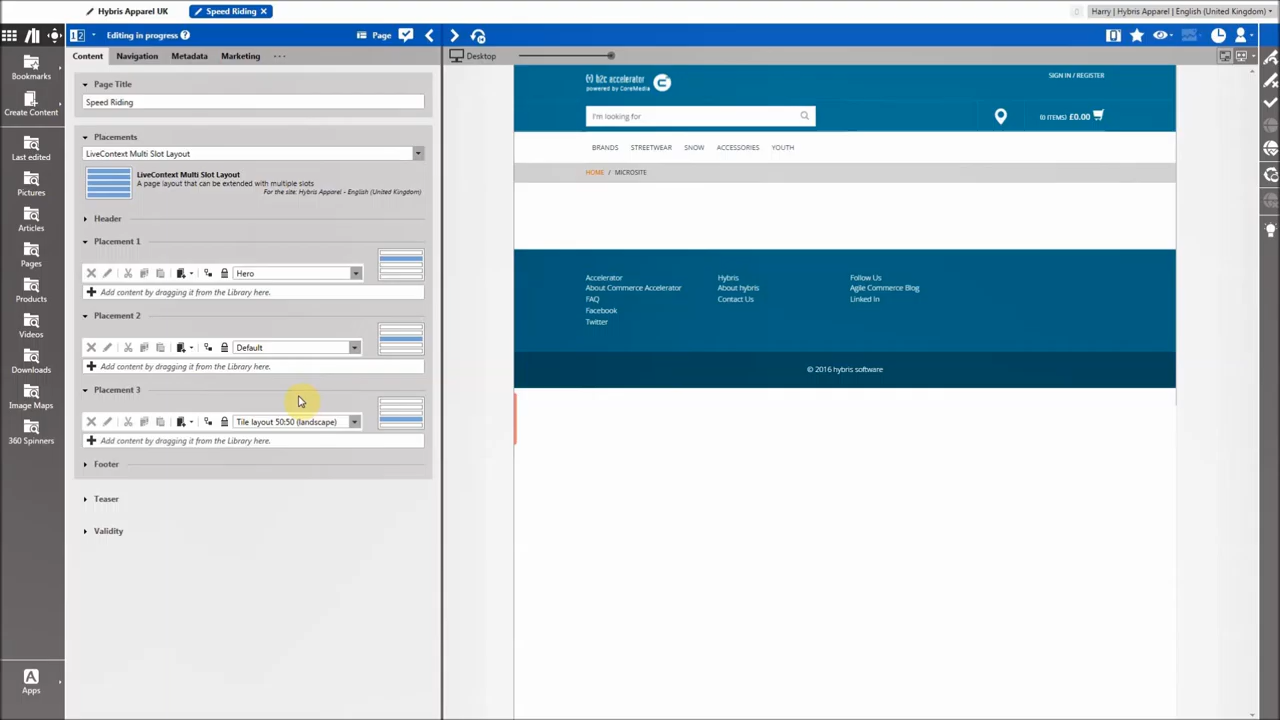 Hybris Apparel UK
Speed Riding
Harry | Hybris Apparel | English (United Kingdom)
Editing in progress
Page
Content
Navigation
Metadata
Marketing
Desktop
Bookmarks
Create Content
Last edited
Pictures
Articles
Pages
Products
Videos
Downloads
Image Maps
360 Spinners
Apps
Page Title
Speed Riding
Placements
LiveContext Multi Slot Layout
LiveContext Multi Slot Layout
A page layout that can be extended with multiple slots
For the site: Hybris Apparel - English (United Kingdom)
Header
Placement 1
Hero
Add content by dragging it from the Library here.
Placement 2
Default
Add content by dragging it from the Library here.
Placement 3
Tile layout 50:50 (landscape)
Add content by dragging it from the Library here.
Footer
Teaser
Validity
b2c accelerator
powered by CoreMedia
SIGN IN / REGISTER
I'm looking for
(0 ITEMS) £0.00
BRANDS STREETWEAR SNOW ACCESSORIES YOUTH
HOME / MICROSITE
Accelerator
About Commerce Accelerator
FAQ
Facebook
Twitter
Hybris
About hybris
Contact Us
Follow Us
Agile Commerce Blog
Linked In
© 2016 hybris software